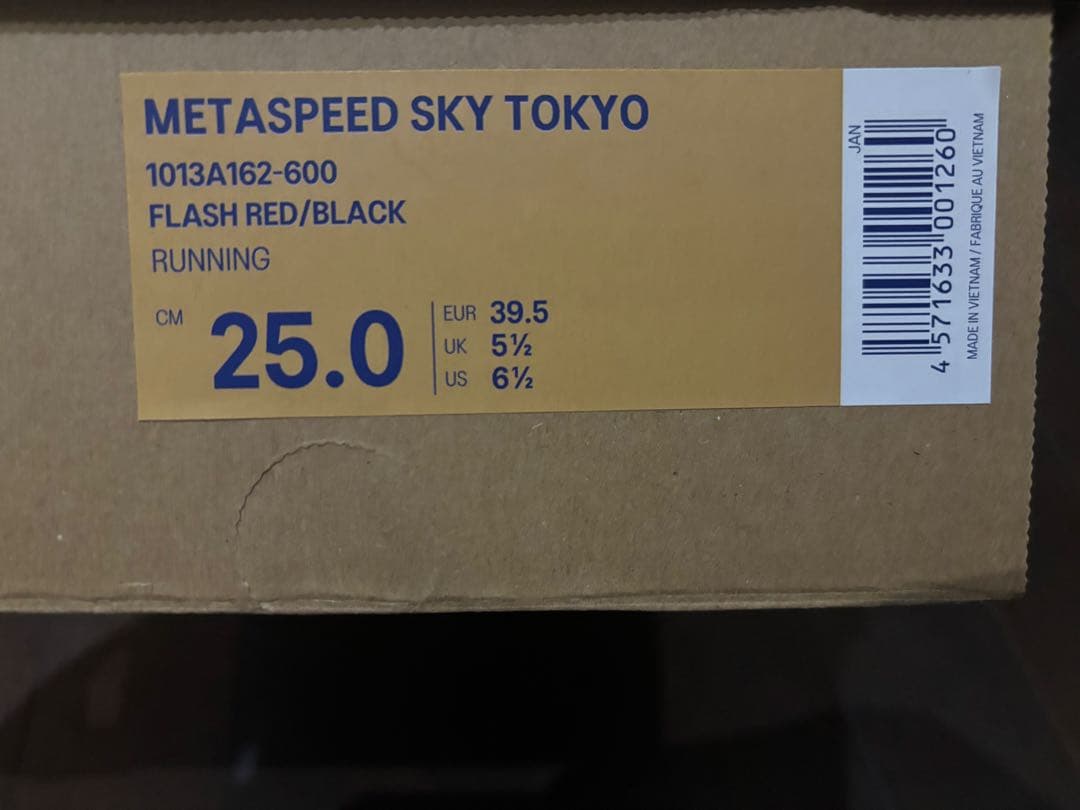 METASPEED SKY TOKYO
1013A162-600
FLASH RED/BLACK
RUNNING
CM 25.0
EUR 39.5
UK 5½
US 6½
JAN
4 571633 001260
MADE IN VIETNAM / FABRIQUE AU VIETNAM